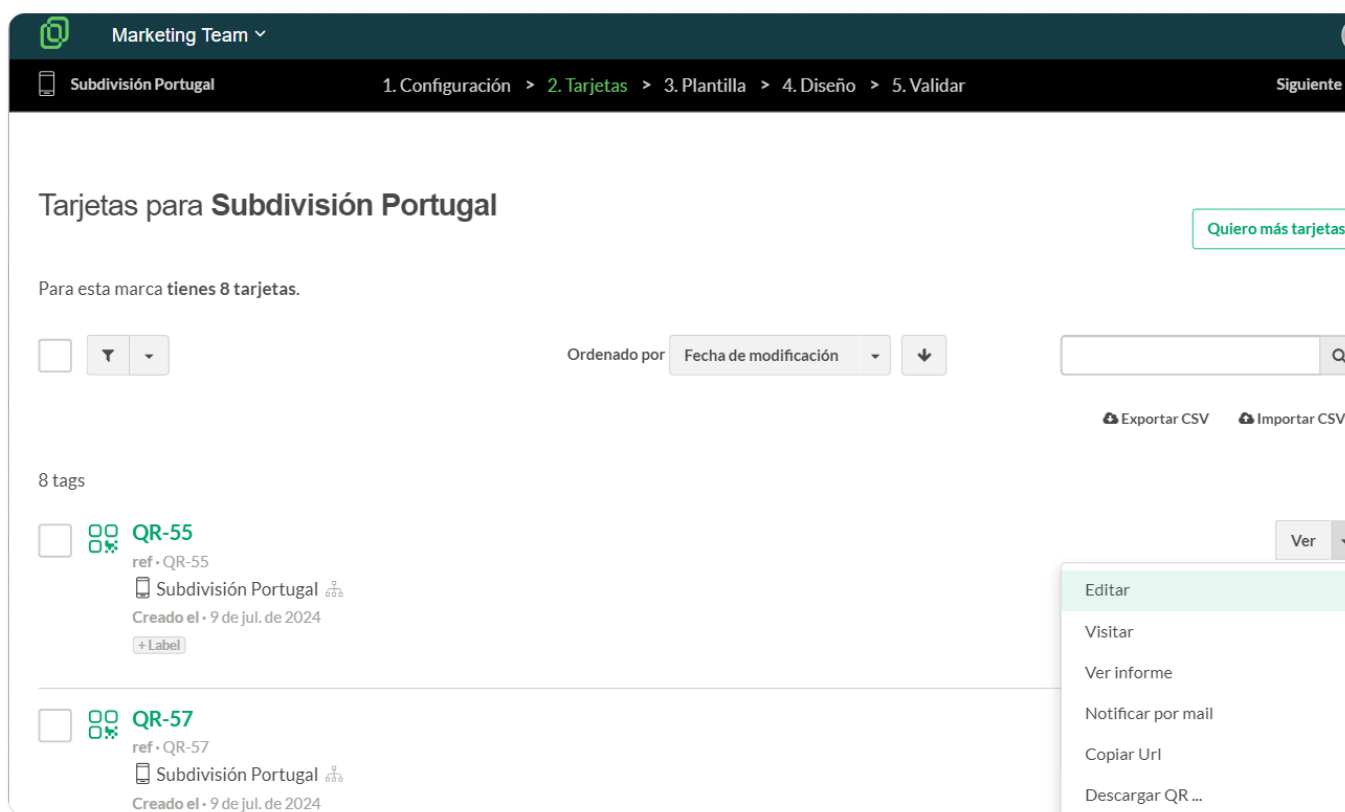 Marketing Team
Subdivisión Portugal
1. Configuración > 2. Tarjetas > 3. Plantilla > 4. Diseño > 5. Validar
Siguiente
Tarjetas para Subdivisión Portugal
Quiero más tarjetas
Para esta marca tienes 8 tarjetas.
Ordenado por Fecha de modificación
Exportar CSV Importar CSV
8 tags
QR-55
Ver
ref · QR-55
Subdivisión Portugal
Creado el · 9 de jul. de 2024
+ Label
Editar
Visitar
Ver informe
Notificar por mail
Copiar Url
Descargar QR ...
QR-57
ref · QR-57
Subdivisión Portugal
Creado el · 9 de jul. de 2024